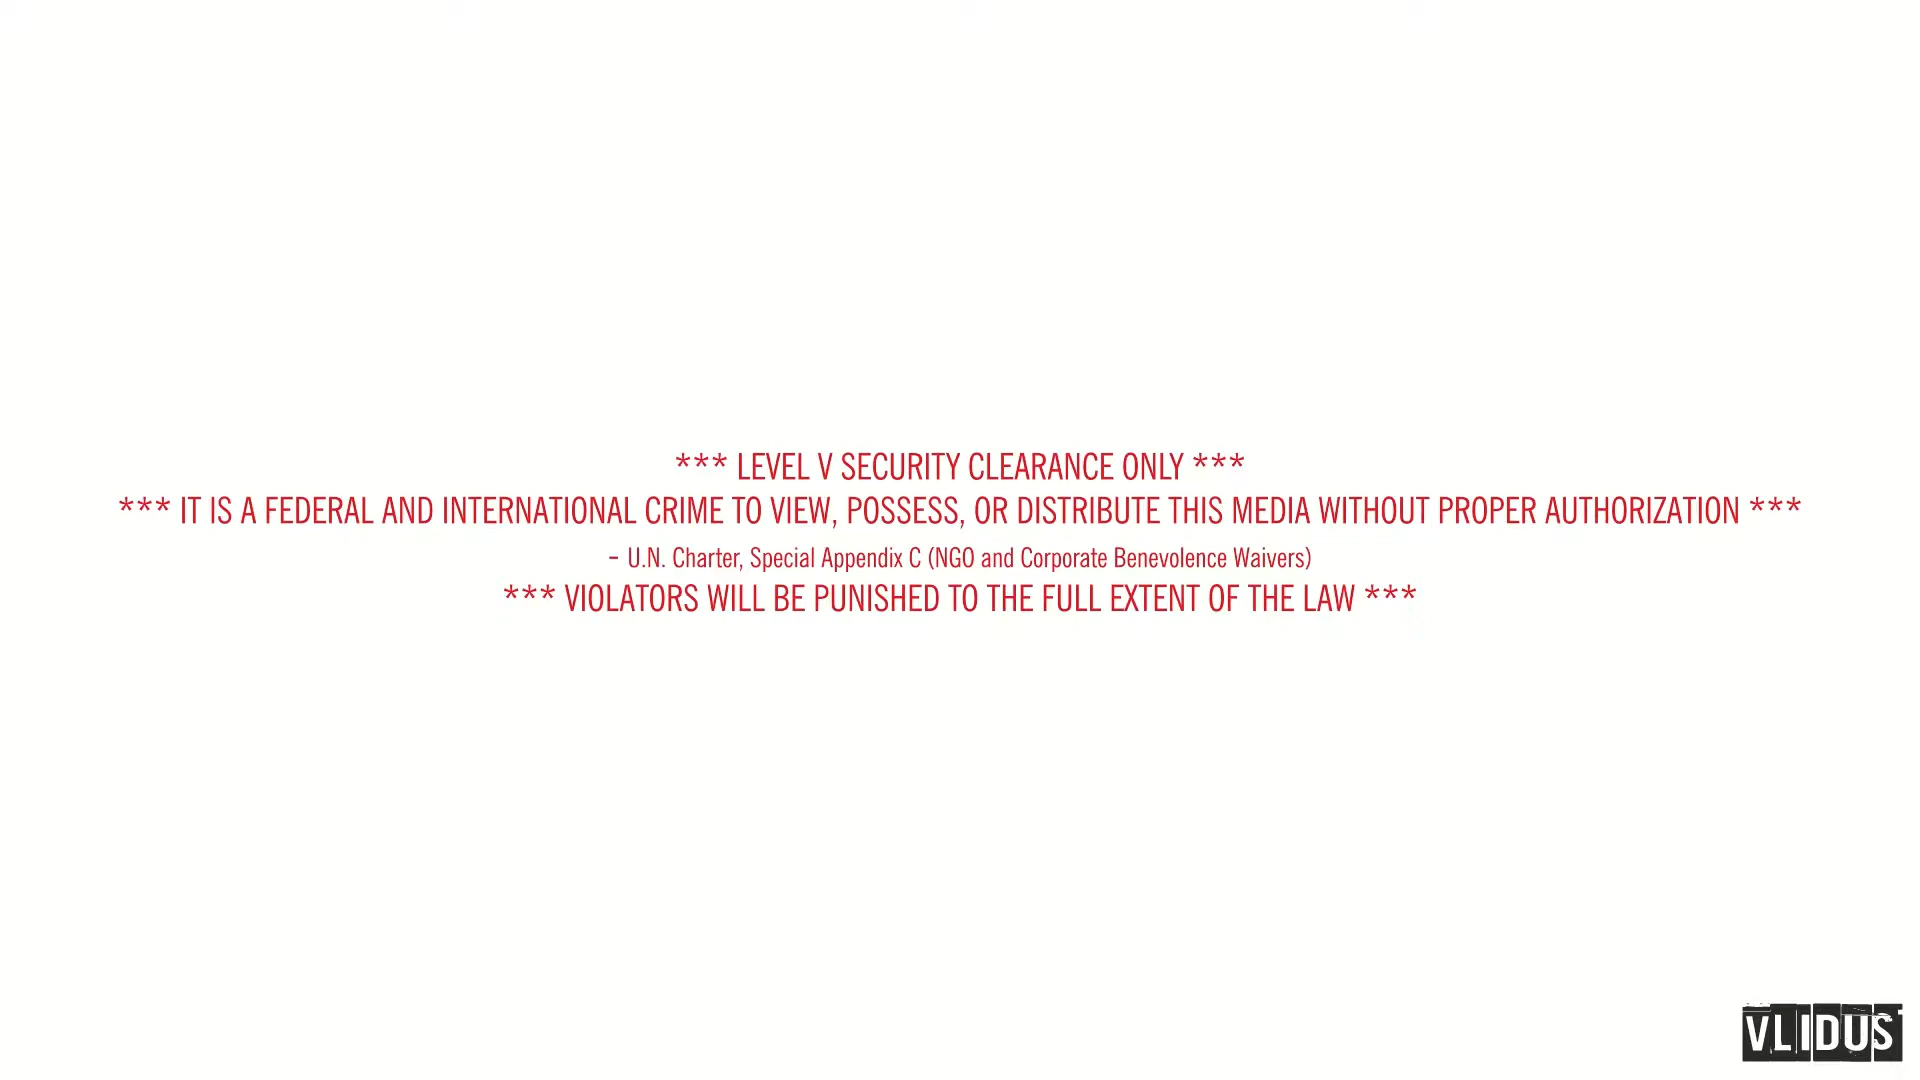 *** LEVEL V SECURITY CLEARANCE ONLY ***
*** IT IS A FEDERAL AND INTERNATIONAL CRIME TO VIEW, POSSESS, OR DISTRIBUTE THIS MEDIA WITHOUT PROPER AUTHORIZATION ***
– U.N. Charter, Special Appendix C (NGO and Corporate Benevolence Waivers)
*** VIOLATORS WILL BE PUNISHED TO THE FULL EXTENT OF THE LAW ***
VLIDUS